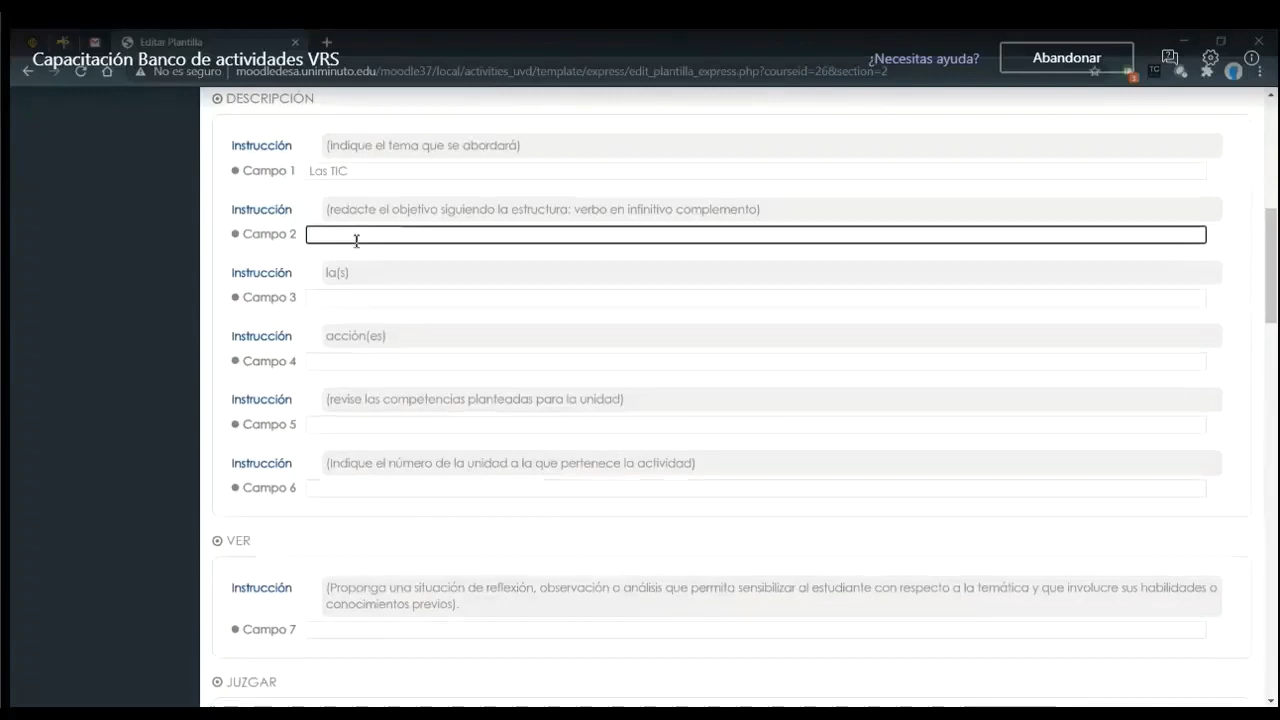 Editar Plantilla
Capacitación Banco de actividades VRS
¿Necesitas ayuda?
Abandonar
No es seguro | moodledesa.uniminuto.edu/moodle37/local/activities_uvd/template/express/edit_plantilla_express.php?courseid=26&section=2
TC
DESCRIPCIÓN
Instrucción (indique el tema que se abordará)
Campo 1 Las TIC
Instrucción (redacte el objetivo siguiendo la estructura: verbo en infinitivo complemento)
Campo 2
Instrucción la(s)
Campo 3
Instrucción acción(es)
Campo 4
Instrucción (revise las competencias planteadas para la unidad)
Campo 5
Instrucción (Indique el número de la unidad a la que pertenece la actividad)
Campo 6
VER
Instrucción (Proponga una situación de reflexión, observación o análisis que permita sensibilizar al estudiante con respecto a la temática y que involucre sus habilidades o
conocimientos previos).
Campo 7
JUZGAR